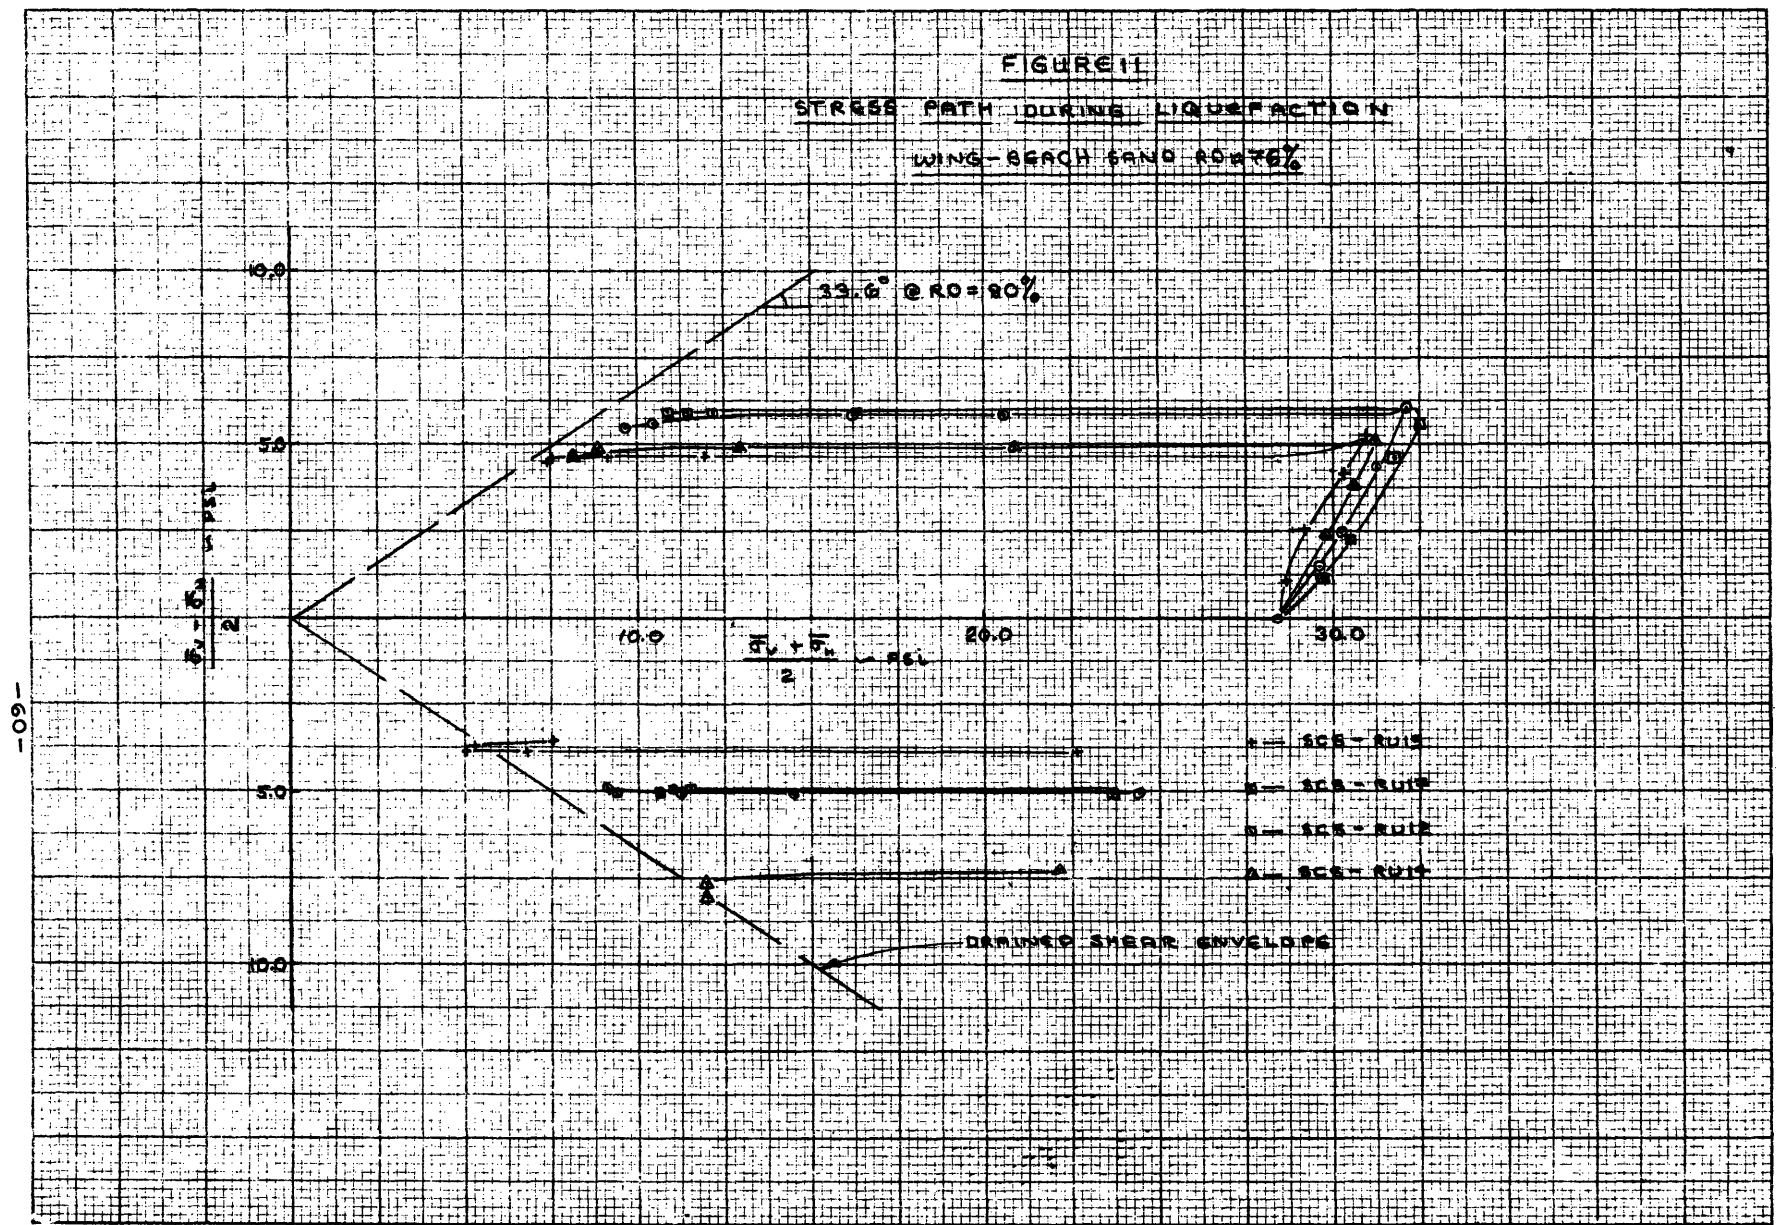 FIGURE 11
STRESS PATH DURING LIQUEFACTION
WING-BEACH SAND RD=76%
10.0
33.6° @ RD = 80%
5.0
σ̄v - σ̄H / 2 ~ PSI
10.0
20.0
30.0
σ̄v + σ̄H / 2 ~ PSI
+ — SCS-RU15
5.0
SCS-
SCS-RU12
△ — SCS-RU14
DRAINED SHEAR ENVELOPE
10.0
-60-